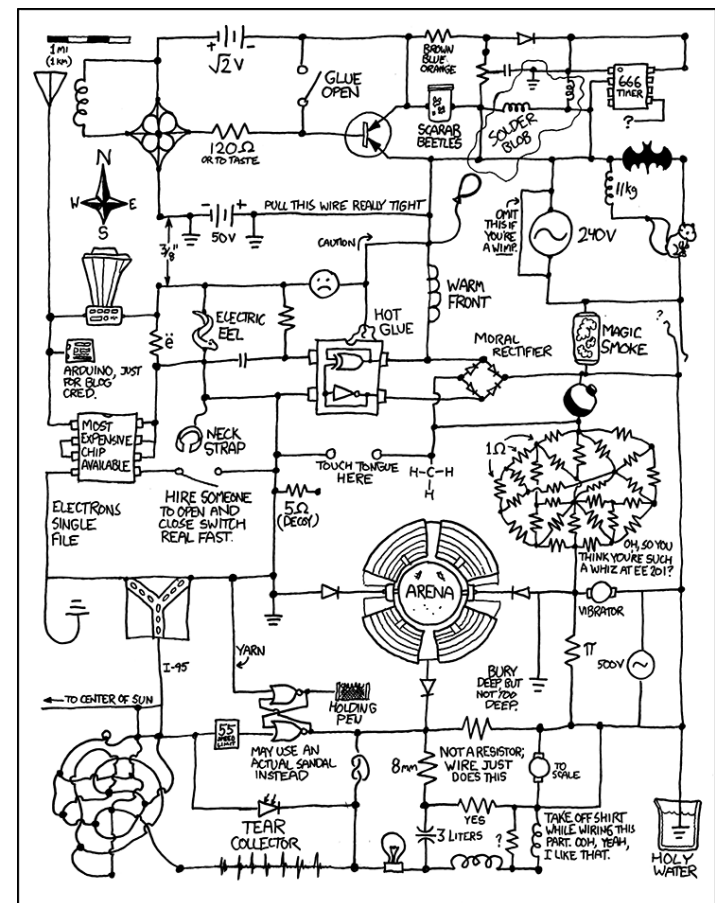 1 MI
(1 KM)
+ -
√2 V
GLUE
OPEN
BROWN
BLUE
ORANGE
666
TIMER
?
120Ω
OR TO TASTE
SCARAB
BEETLES
SOLDER
BLOB
N
W E
S
- +
50V
PULL THIS WIRE REALLY TIGHT
11kg
OMIT
THIS IF
YOU'RE
A WIMP.
240V
3/8"
CAUTION
WARM
FRONT
ELECTRIC
EEL
HOT
GLUE
MORAL
RECTIFIER
MAGIC
SMOKE
?
ë
ARDUINO, JUST
FOR BLOG
CRED.
MOST
EXPENSIVE
CHIP
AVAILABLE
NECK
STRAP
TOUCH TONGUE
HERE
H-C-H
H
1Ω
ELECTRONS
SINGLE
FILE
HIRE SOMEONE
TO OPEN AND
CLOSE SWITCH
REAL FAST.
5Ω
(DECOY)
OH, SO YOU
THINK YOU'RE SUCH
A WHIZ AT EE 201?
ARENA
VIBRATOR
π
500V
I-95
YARN
BURY
DEEP, BUT
NOT TOO
DEEP.
TO CENTER OF SUN
HOLDING
PEN
55
SPEED
LIMIT
MAY USE AN
ACTUAL SANDAL
INSTEAD
NOT A RESISTOR;
WIRE JUST
DOES THIS
8mm
TO
SCALE
YES
TEAR
COLLECTOR
3 LITERS
?
TAKE OFF SHIRT
WHILE WIRING THIS
PART. OOH, YEAH,
I LIKE THAT.
HOLY
WATER